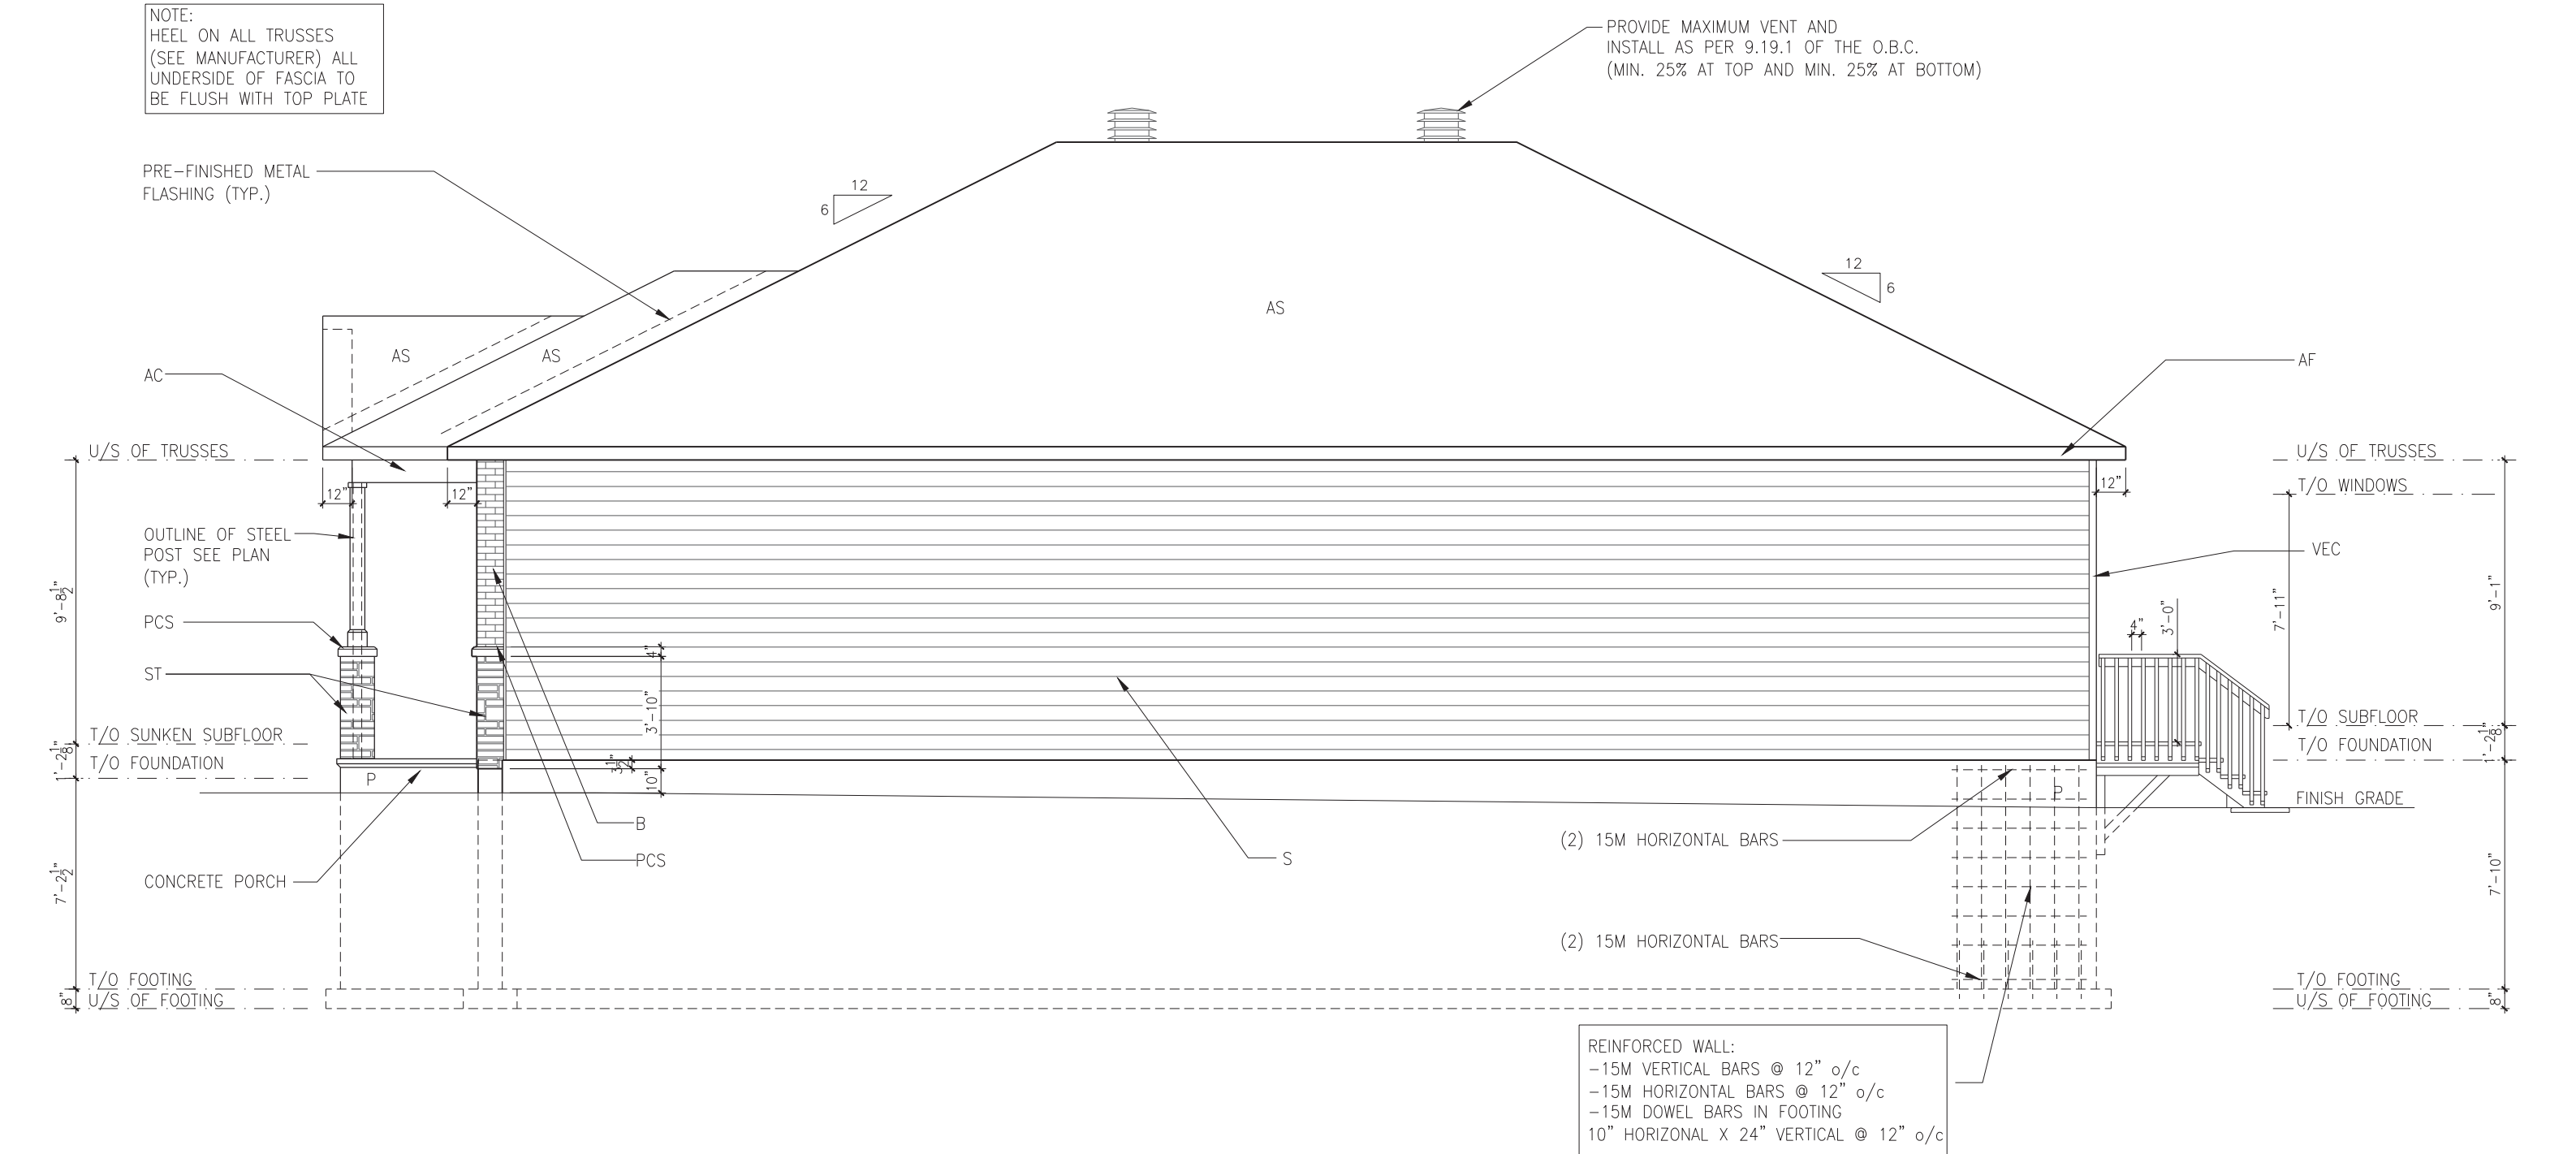 NOTE:
HEEL ON ALL TRUSSES
(SEE MANUFACTURER) ALL
UNDERSIDE OF FASCIA TO
BE FLUSH WITH TOP PLATE
PROVIDE MAXIMUM VENT AND
INSTALL AS PER 9.19.1 OF THE O.B.C.
(MIN. 25% AT TOP AND MIN. 25% AT BOTTOM)
PRE-FINISHED METAL
FLASHING (TYP.)
12
6
12
6
AS
AS
AS
AC
AF
U/S OF TRUSSES
U/S OF TRUSSES
T/O WINDOWS
12"
12"
12"
OUTLINE OF STEEL
POST SEE PLAN
(TYP.)
VEC
9'-8 1/2"
9'-1"
7'-11"
3'-0"
4"
PCS
ST
4"
3'-10"
3 1/2"
10"
T/O SUNKEN SUBFLOOR
T/O FOUNDATION
1'-2 1/8"
T/O SUBFLOOR
T/O FOUNDATION
1'-2 1/8"
P
P
FINISH GRADE
B
PCS
S
(2) 15M HORIZONTAL BARS
CONCRETE PORCH
7'-2 1/2"
7'-10"
(2) 15M HORIZONTAL BARS
T/O FOOTING
U/S OF FOOTING
8"
T/O FOOTING
U/S OF FOOTING
8"
REINFORCED WALL:
-15M VERTICAL BARS @ 12" o/c
-15M HORIZONTAL BARS @ 12" o/c
-15M DOWEL BARS IN FOOTING
10" HORIZONAL X 24" VERTICAL @ 12" o/c